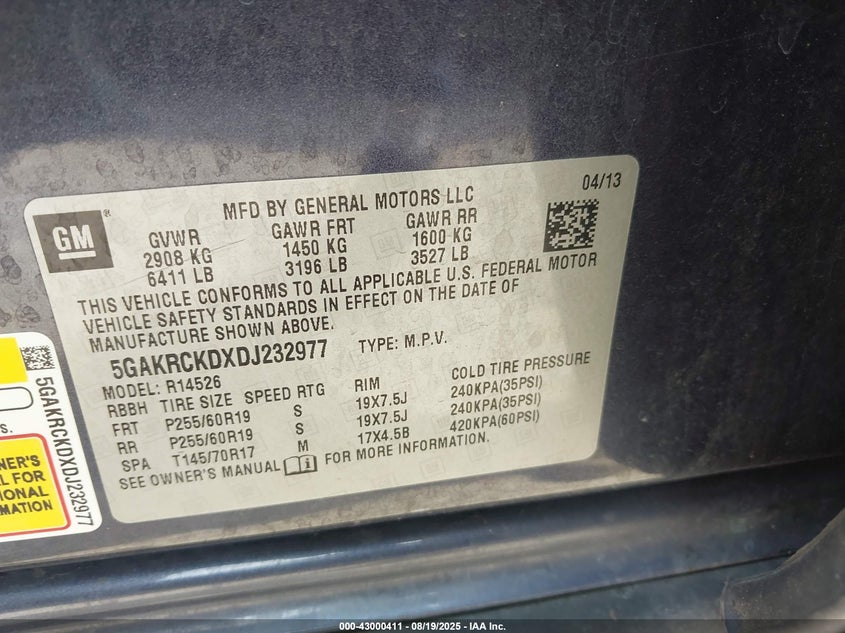 04/13
MFD BY GENERAL MOTORS LLC
GM®
GVWR GAWR FRT GAWR RR
2908 KG 1450 KG 1600 KG
6411 LB 3196 LB 3527 LB
THIS VEHICLE CONFORMS TO ALL APPLICABLE U.S. FEDERAL MOTOR
VEHICLE SAFETY STANDARDS IN EFFECT ON THE DATE OF
MANUFACTURE SHOWN ABOVE.
5GAKRCKDXDJ232977 TYPE: M.P.V.
MODEL: R14526
RBBH TIRE SIZE SPEED RTG RIM COLD TIRE PRESSURE
FRT P255/60R19 S 19X7.5J 240KPA(35PSI)
RR P255/60R19 S 19X7.5J 240KPA(35PSI)
SPA T145/70R17 M 17X4.5B 420KPA(60PSI)
SEE OWNER'S MANUAL FOR MORE INFORMATION.
5GAKRCKDXDJ232977
S.
NER'S
L FOR
IONAL
MATION
000-43000411 - 08/19/2025 - IAA Inc.